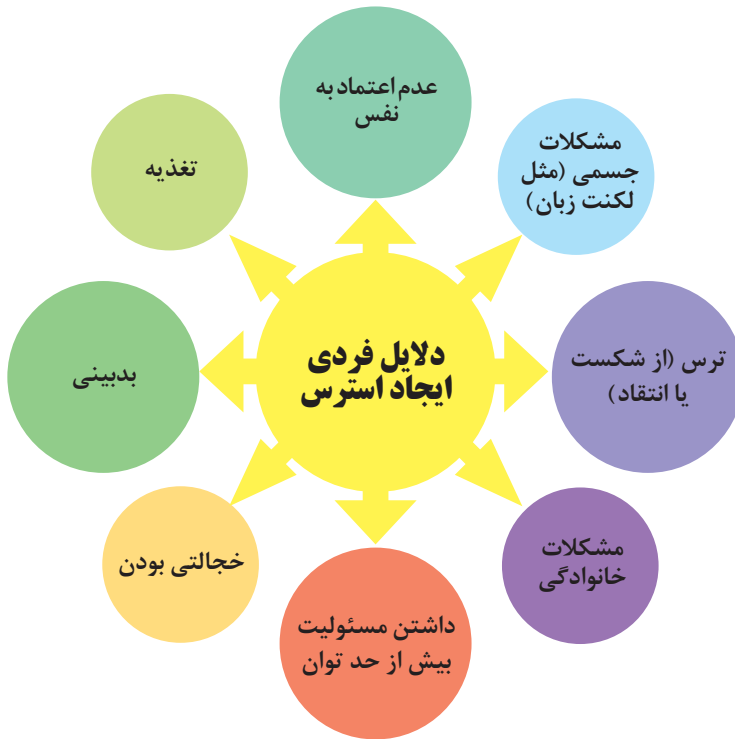 دلایل فردی
ایجاد استرس
عدم اعتماد به
نفس
مشکلات
جسمی (مثل
لکنت زبان)
ترس (از شکست
یا انتقاد)
مشکلات
خانوادگی
داشتن مسئولیت
بیش از حد توان
خجالتی بودن
بدبینی
تغذیه